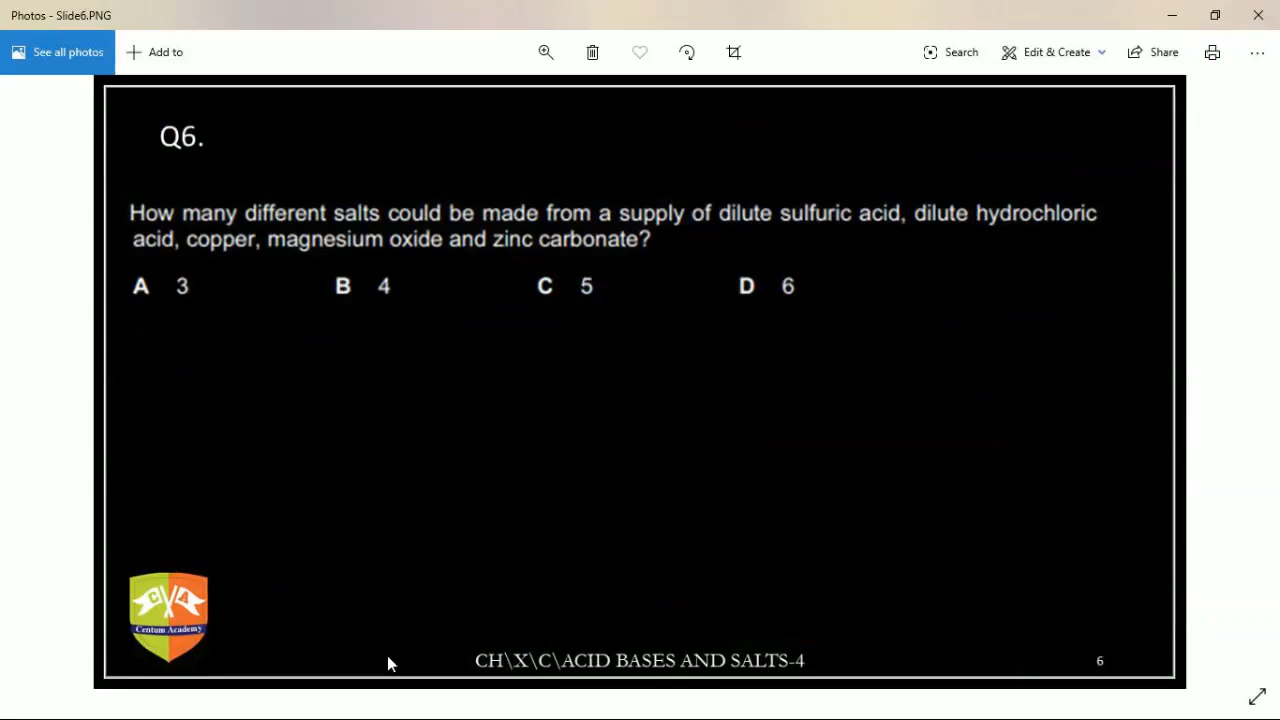 Photos - Slide6.PNG
See all photos
Add to
Search
Edit & Create
Share
Q6.
How many different salts could be made from a supply of dilute sulfuric acid, dilute hydrochloric
acid, copper, magnesium oxide and zinc carbonate?
A 3 B 4 C 5 D 6
C A
Centum Academy
CH\X\C\ACID BASES AND SALTS-4
6